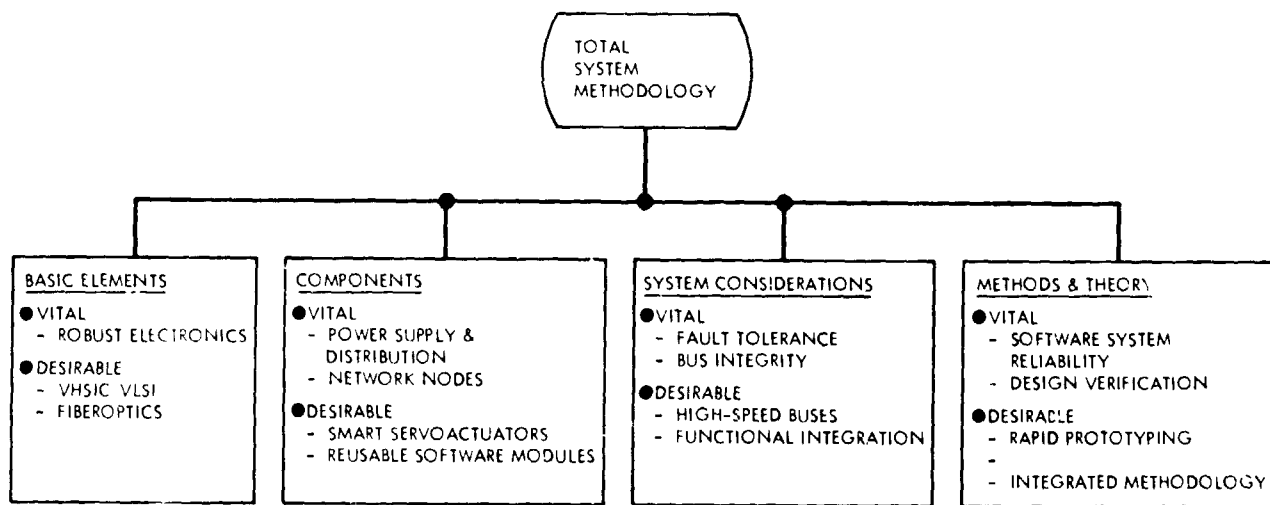 TOTAL
SYSTEM
METHODOLOGY
BASIC ELEMENTS
● VITAL
- ROBUST ELECTRONICS
● DESIRABLE
- VHSIC VLSI
- FIBEROPTICS
COMPONENTS
● VITAL
- POWER SUPPLY &
DISTRIBUTION
- NETWORK NODES
● DESIRABLE
- SMART SERVOACTUATORS
- REUSABLE SOFTWARE MODULES
SYSTEM CONSIDERATIONS
● VITAL
- FAULT TOLERANCE
- BUS INTEGRITY
● DESIRABLE
- HIGH-SPEED BUSES
- FUNCTIONAL INTEGRATION
METHODS & THEORY
● VITAL
- SOFTWARE SYSTEM
RELIABILITY
- DESIGN VERIFICATION
● DESIRABLE
- RAPID PROTOTYPING
-
- INTEGRATED METHODOLOGY